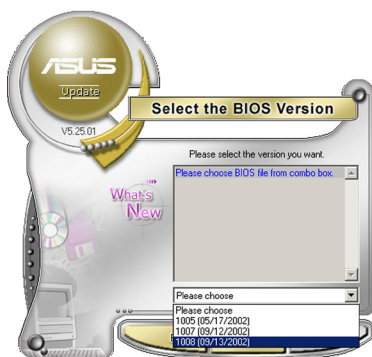 ASUS
Update
V5.25.01
Select the BIOS Version
Please select the version you want.
Please choose BIOS file from combo box.
What's
New
Please choose
Please choose
1005 (05/17/2002)
1007 (09/12/2002)
1008 (09/13/2002)